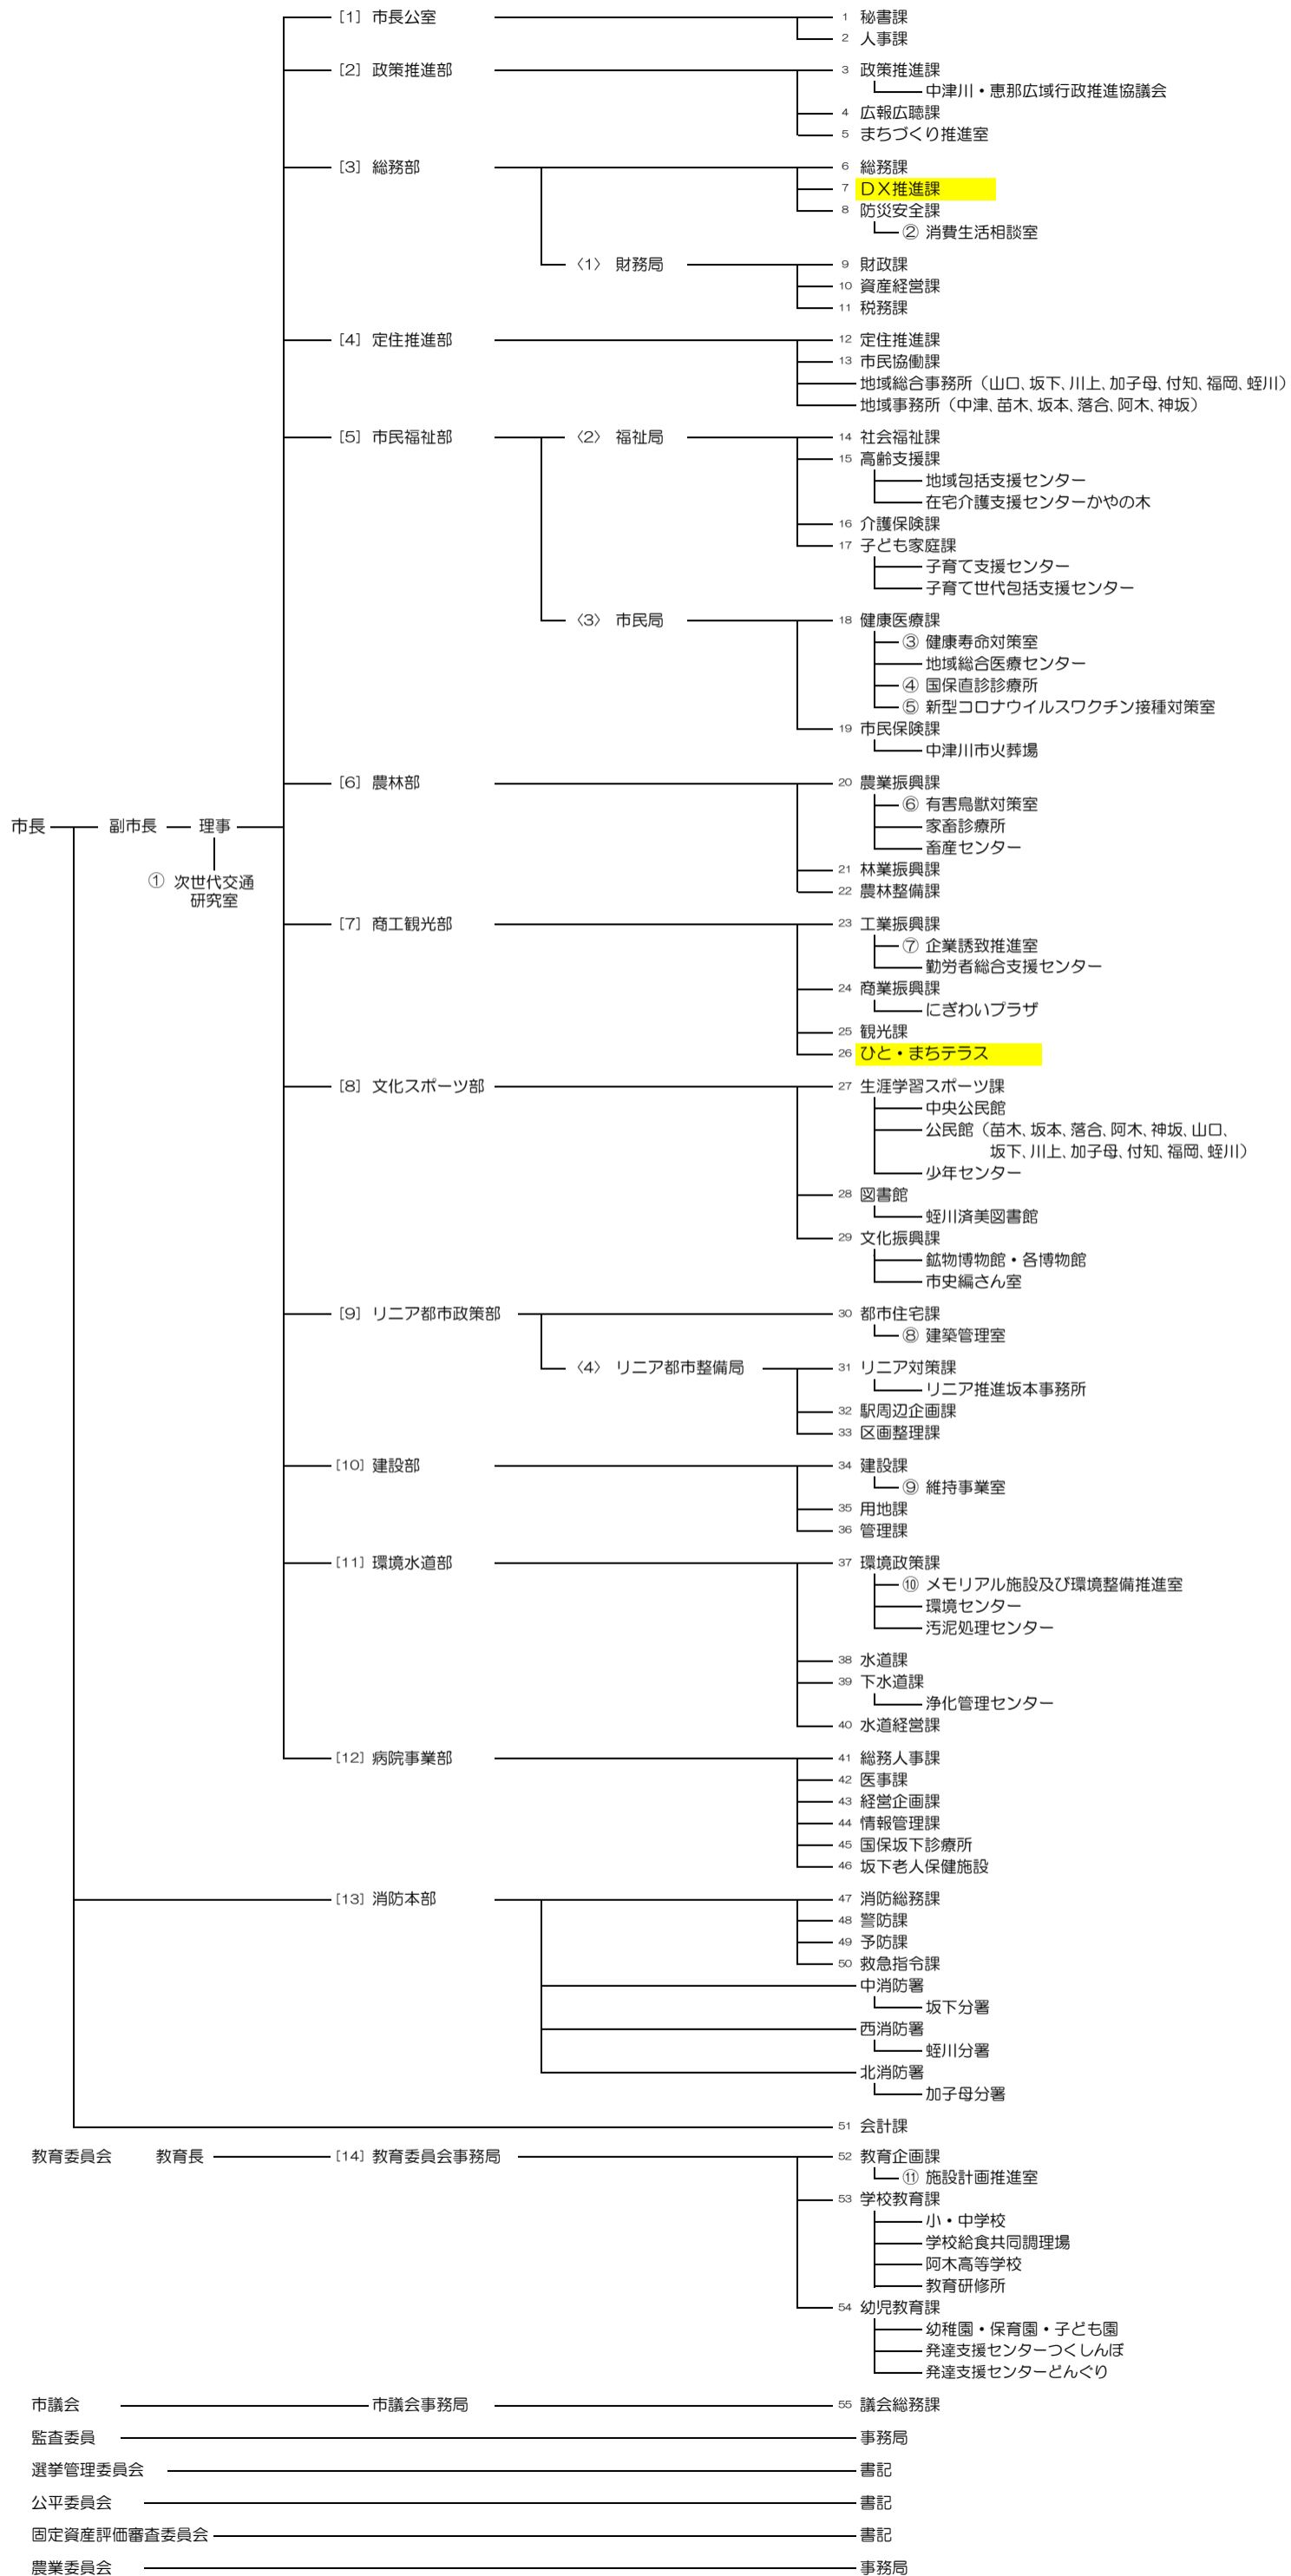 [1] 市長公室
1 秘書課
2 人事課
[2] 政策推進部
3 政策推進課
中津川・恵那広域行政推進協議会
4 広報広聴課
5 まちづくり推進室
[3] 総務部
6 総務課
7 DX推進課
8 防災安全課
② 消費生活相談室
〈1〉 財務局
9 財政課
10 資産経営課
11 税務課
[4] 定住推進部
12 定住推進課
13 市民協働課
地域総合事務所（山口、坂下、川上、加子母、付知、福岡、蛭川）
地域事務所（中津、苗木、坂本、落合、阿木、神坂）
[5] 市民福祉部
〈2〉 福祉局
14 社会福祉課
15 高齢支援課
地域包括支援センター
在宅介護支援センターかやの木
16 介護保険課
17 子ども家庭課
子育て支援センター
子育て世代包括支援センター
〈3〉 市民局
18 健康医療課
③ 健康寿命対策室
地域総合医療センター
④ 国保直診診療所
⑤ 新型コロナウイルスワクチン接種対策室
19 市民保険課
中津川市火葬場
[6] 農林部
20 農業振興課
⑥ 有害鳥獣対策室
市長 副市長 理事
家畜診療所
畜産センター
21 林業振興課
① 次世代交通
研究室
22 農林整備課
[7] 商工観光部
23 工業振興課
⑦ 企業誘致推進室
勤労者総合支援センター
24 商業振興課
にぎわいプラザ
25 観光課
26 ひと・まちテラス
[8] 文化スポーツ部
27 生涯学習スポーツ課
中央公民館
公民館（苗木、坂本、落合、阿木、神坂、山口、
坂下、川上、加子母、付知、福岡、蛭川）
少年センター
28 図書館
蛭川済美図書館
29 文化振興課
鉱物博物館・各博物館
市史編さん室
[9] リニア都市政策部
30 都市住宅課
⑧ 建築管理室
〈4〉 リニア都市整備局
31 リニア対策課
リニア推進坂本事務所
32 駅周辺企画課
33 区画整理課
[10] 建設部
34 建設課
⑨ 維持事業室
35 用地課
36 管理課
[11] 環境水道部
37 環境政策課
⑩ メモリアル施設及び環境整備推進室
環境センター
汚泥処理センター
38 水道課
39 下水道課
浄化管理センター
40 水道経営課
[12] 病院事業部
41 総務人事課
42 医事課
43 経営企画課
44 情報管理課
45 国保坂下診療所
46 坂下老人保健施設
[13] 消防本部
47 消防総務課
48 警防課
49 予防課
50 救急指令課
中消防署
坂下分署
西消防署
蛭川分署
北消防署
加子母分署
51 会計課
教育委員会 教育長 [14] 教育委員会事務局
52 教育企画課
⑪ 施設計画推進室
53 学校教育課
小・中学校
学校給食共同調理場
阿木高等学校
教育研修所
54 幼児教育課
幼稚園・保育園・子ども園
発達支援センターつくしんぼ
発達支援センターどんぐり
市議会 市議会事務局 55 議会総務課
監査委員 事務局
選挙管理委員会 書記
公平委員会 書記
固定資産評価審査委員会 書記
農業委員会 事務局